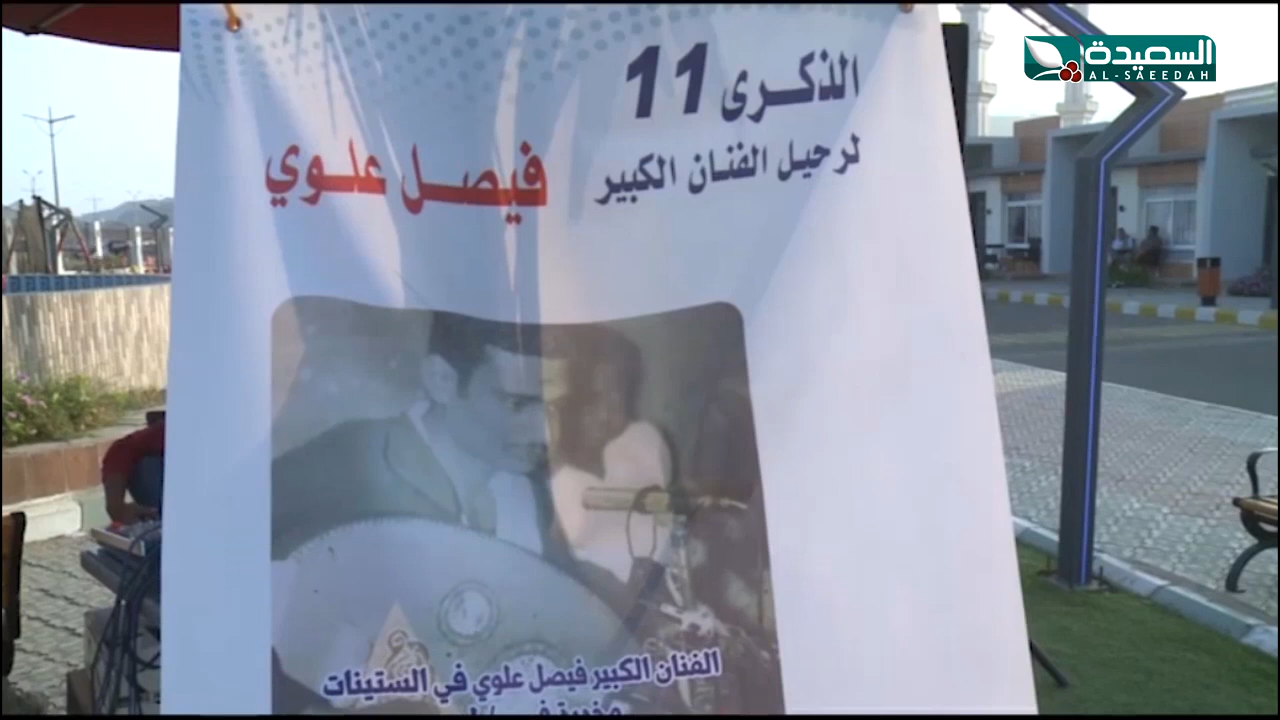 السعيدة
AL-SAEEDAH
الذكرى 11
لرحيل الفنان الكبير
فيصل علوي
الفنان الكبير فيصل علوي في الستينات